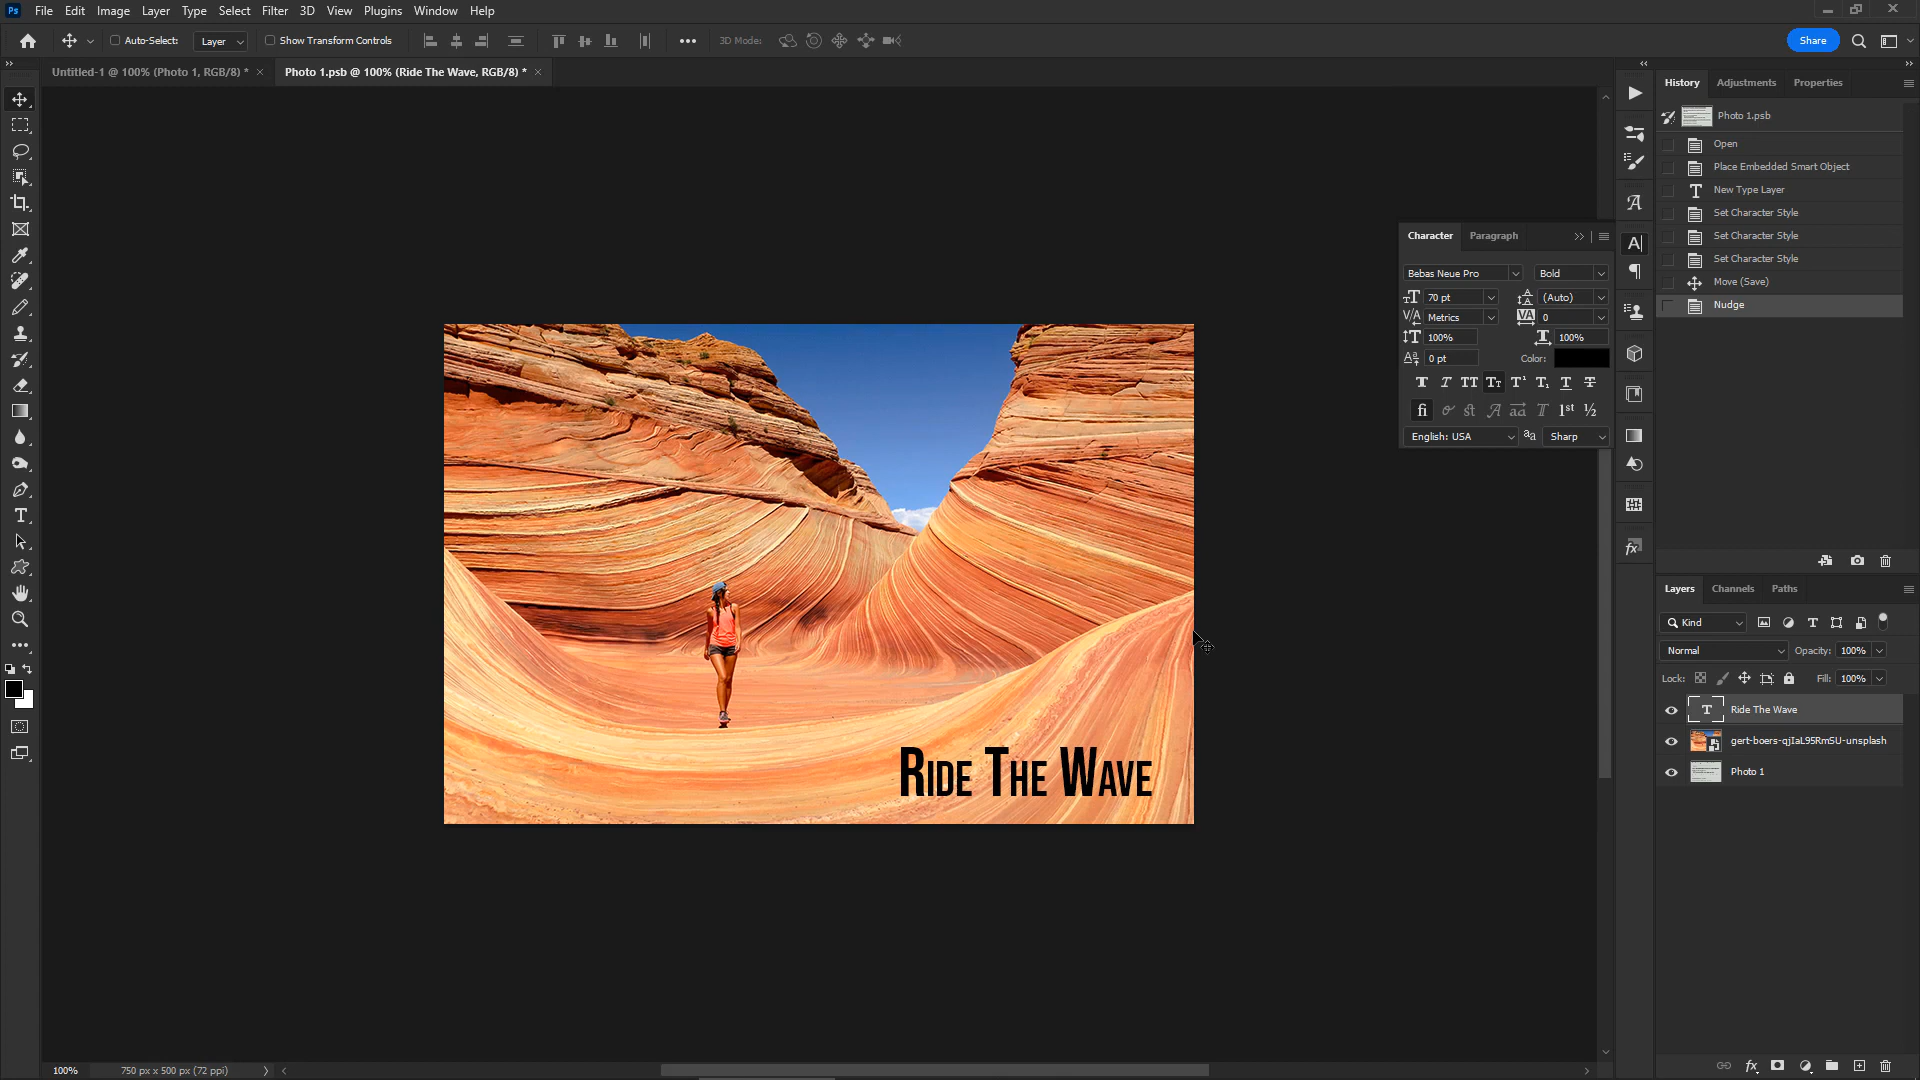 Ps File Edit Image Layer Type Select Filter 3D View Plugins Window Help
Auto-Select: Layer Show Transform Controls 3D Mode: Share
Untitled-1 @ 100% (Photo 1, RGB/8) * Photo 1.psb @ 100% (Ride The Wave, RGB/8) *
History Adjustments Properties
Photo 1.psb
Open
Place Embedded Smart Object
New Type Layer
Set Character Style
Set Character Style
Set Character Style
Move (Save)
Nudge
Character Paragraph
Bebas Neue Pro Bold
70 pt (Auto)
Metrics 0
100% 100%
0 pt Color:
English: USA Sharp
Ride The Wave
Layers Channels Paths
Kind
Normal Opacity: 100%
Lock: Fill: 100%
Ride The Wave
gert-boers-qjIaL95RmSU-unsplash
Photo 1
100% 750 px x 500 px (72 ppi)